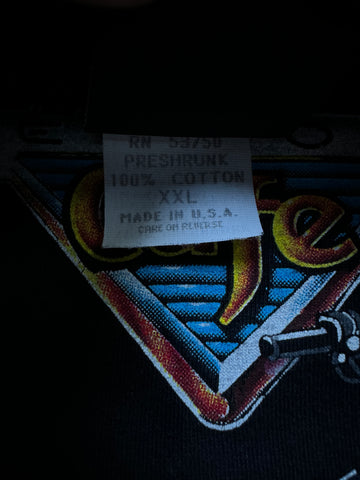 RN 53750
PRESHRUNK
100% COTTON
XXL
MADE IN U.S.A.
CARE ON REVERSE
Cafe